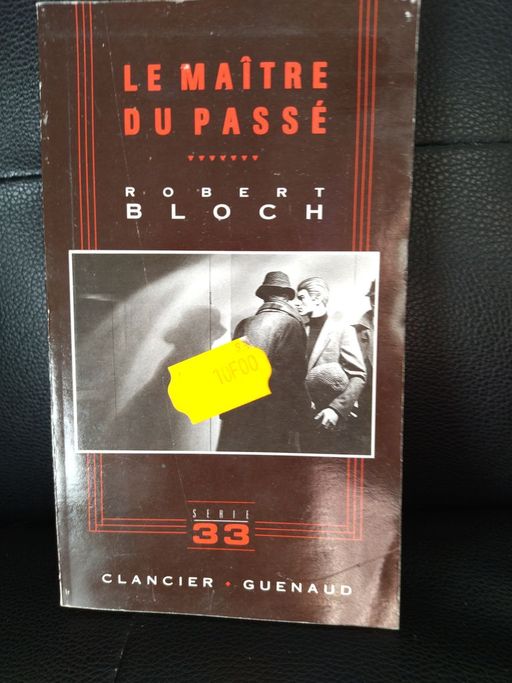 LE MAÎTRE
DU PASSÉ
ROBERT
BLOCH
10F00
SERIE
33
CLANCIER • GUENAUD